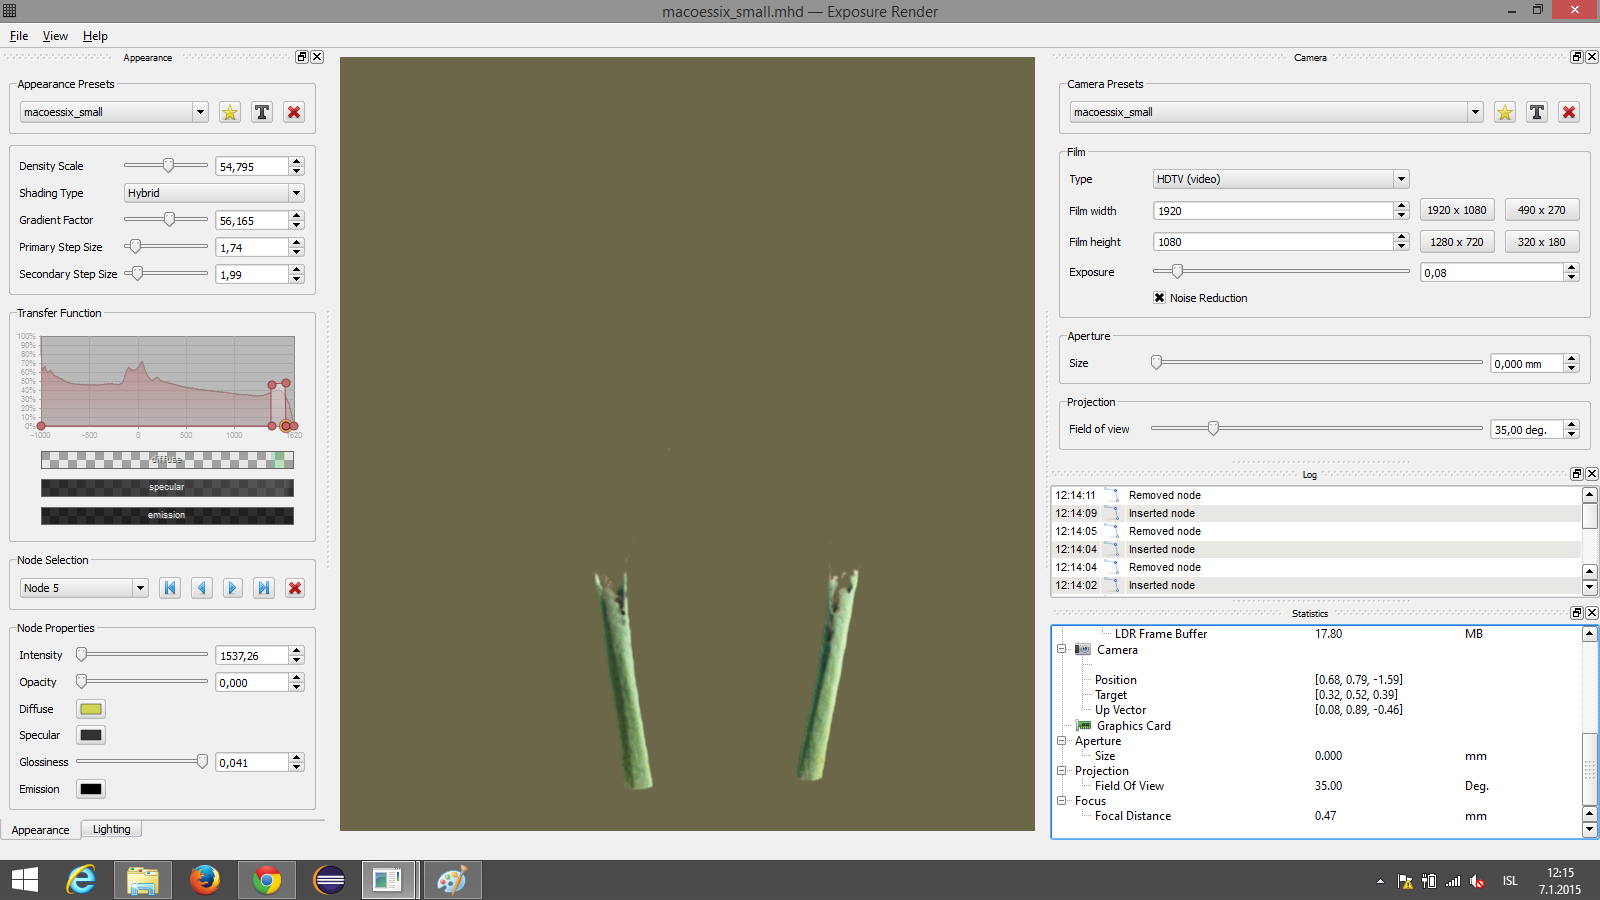 macoessix_small.mhd — Exposure Render
File View Help
Appearance
Appearance Presets
macoessix_small
Density Scale 54,795
Shading Type Hybrid
Gradient Factor 56,165
Primary Step Size 1,74
Secondary Step Size 1,99
Transfer Function
100%
90%
80%
70%
60%
50%
40%
30%
20%
10%
0%
-1000 -500 0 500 1000 1620
diffuse
specular
emission
Node Selection
Node 5
Node Properties
Intensity 1537,26
Opacity 0,000
Diffuse
Specular
Glossiness 0,041
Emission
Appearance Lighting
Camera
Camera Presets
macoessix_small
Film
Type HDTV (video)
Film width 1920 1920 x 1080 490 x 270
Film height 1080 1280 x 720 320 x 180
Exposure 0,08
Noise Reduction
Aperture
Size 0,000 mm
Projection
Field of view 35,00 deg.
Log
12:14:11 Removed node
12:14:09 Inserted node
12:14:05 Removed node
12:14:04 Inserted node
12:14:04 Removed node
12:14:02 Inserted node
Statistics
LDR Frame Buffer 17.80 MB
Camera
Position [0.68, 0.79, -1.59]
Target [0.32, 0.52, 0.39]
Up Vector [0.08, 0.89, -0.46]
Graphics Card
Aperture
Size 0.000 mm
Projection
Field Of View 35.00 Deg.
Focus
Focal Distance 0.47 mm
ISL
12:15
7.1.2015